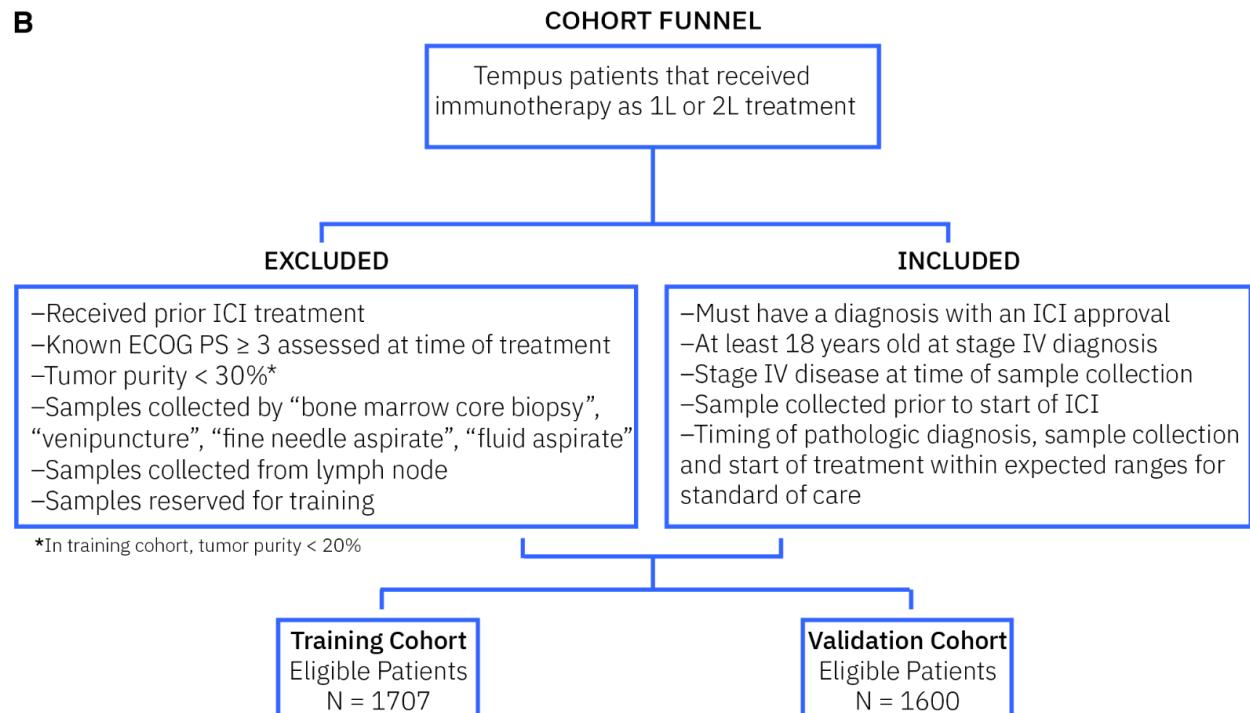 B
COHORT FUNNEL
Tempus patients that received
immunotherapy as 1L or 2L treatment
EXCLUDED
–Received prior ICI treatment
–Known ECOG PS ≥ 3 assessed at time of treatment
–Tumor purity < 30%*
–Samples collected by “bone marrow core biopsy”,
“venipuncture”, “fine needle aspirate”, “fluid aspirate”
–Samples collected from lymph node
–Samples reserved for training
*In training cohort, tumor purity < 20%
INCLUDED
–Must have a diagnosis with an ICI approval
–At least 18 years old at stage IV diagnosis
–Stage IV disease at time of sample collection
–Sample collected prior to start of ICI
–Timing of pathologic diagnosis, sample collection
and start of treatment within expected ranges for
standard of care
Training Cohort
Eligible Patients
N = 1707
Validation Cohort
Eligible Patients
N = 1600